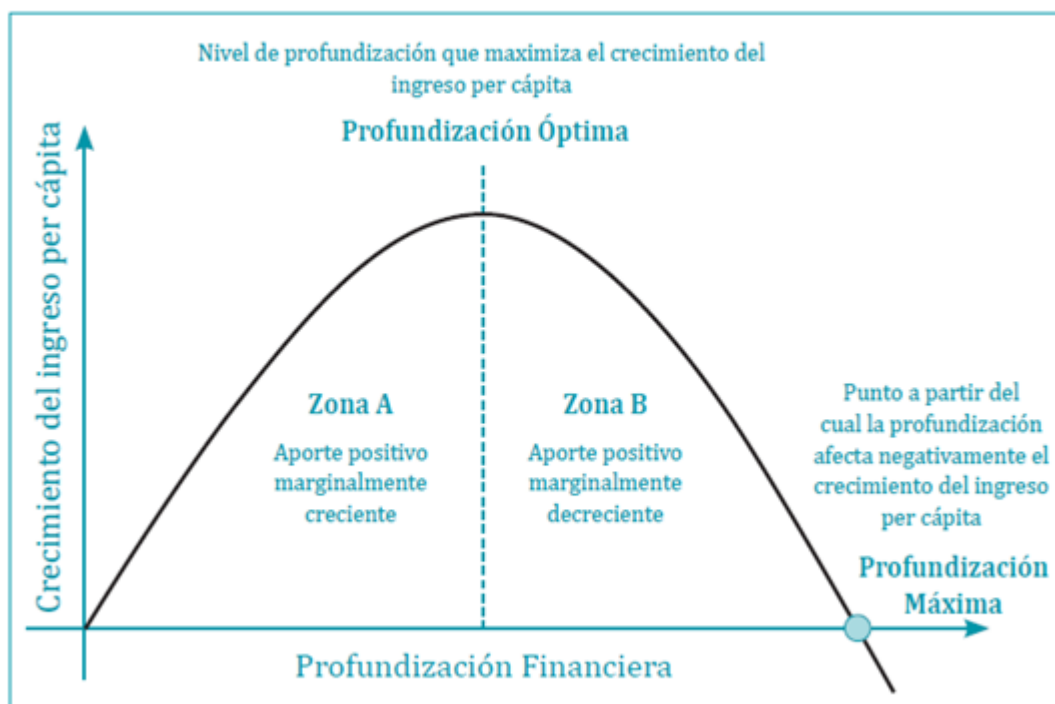 Nivel de profundización que maximiza el crecimiento del
ingreso per cápita
Profundización Óptima
Crecimiento del ingreso per cápita
Zona A
Aporte positivo
marginalmente
creciente
Zona B
Aporte positivo
marginalmente
decreciente
Punto a partir del
cual la profundización
afecta negativamente el
crecimiento del ingreso
per cápita
Profundización
Máxima
Profundización Financiera